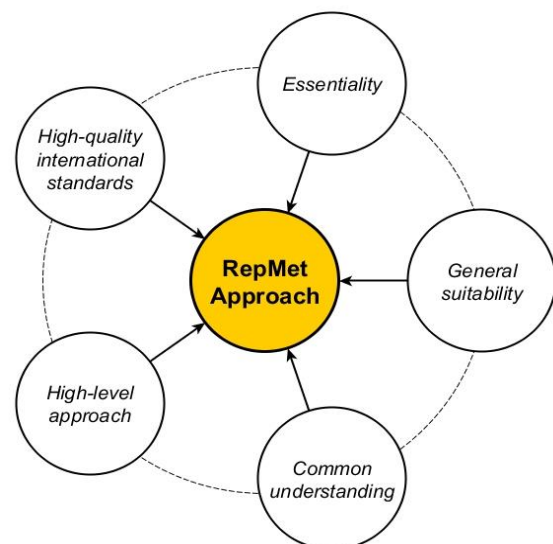 Essentiality
High-quality
international
standards
RepMet
Approach
General
suitability
High-level
approach
Common
understanding